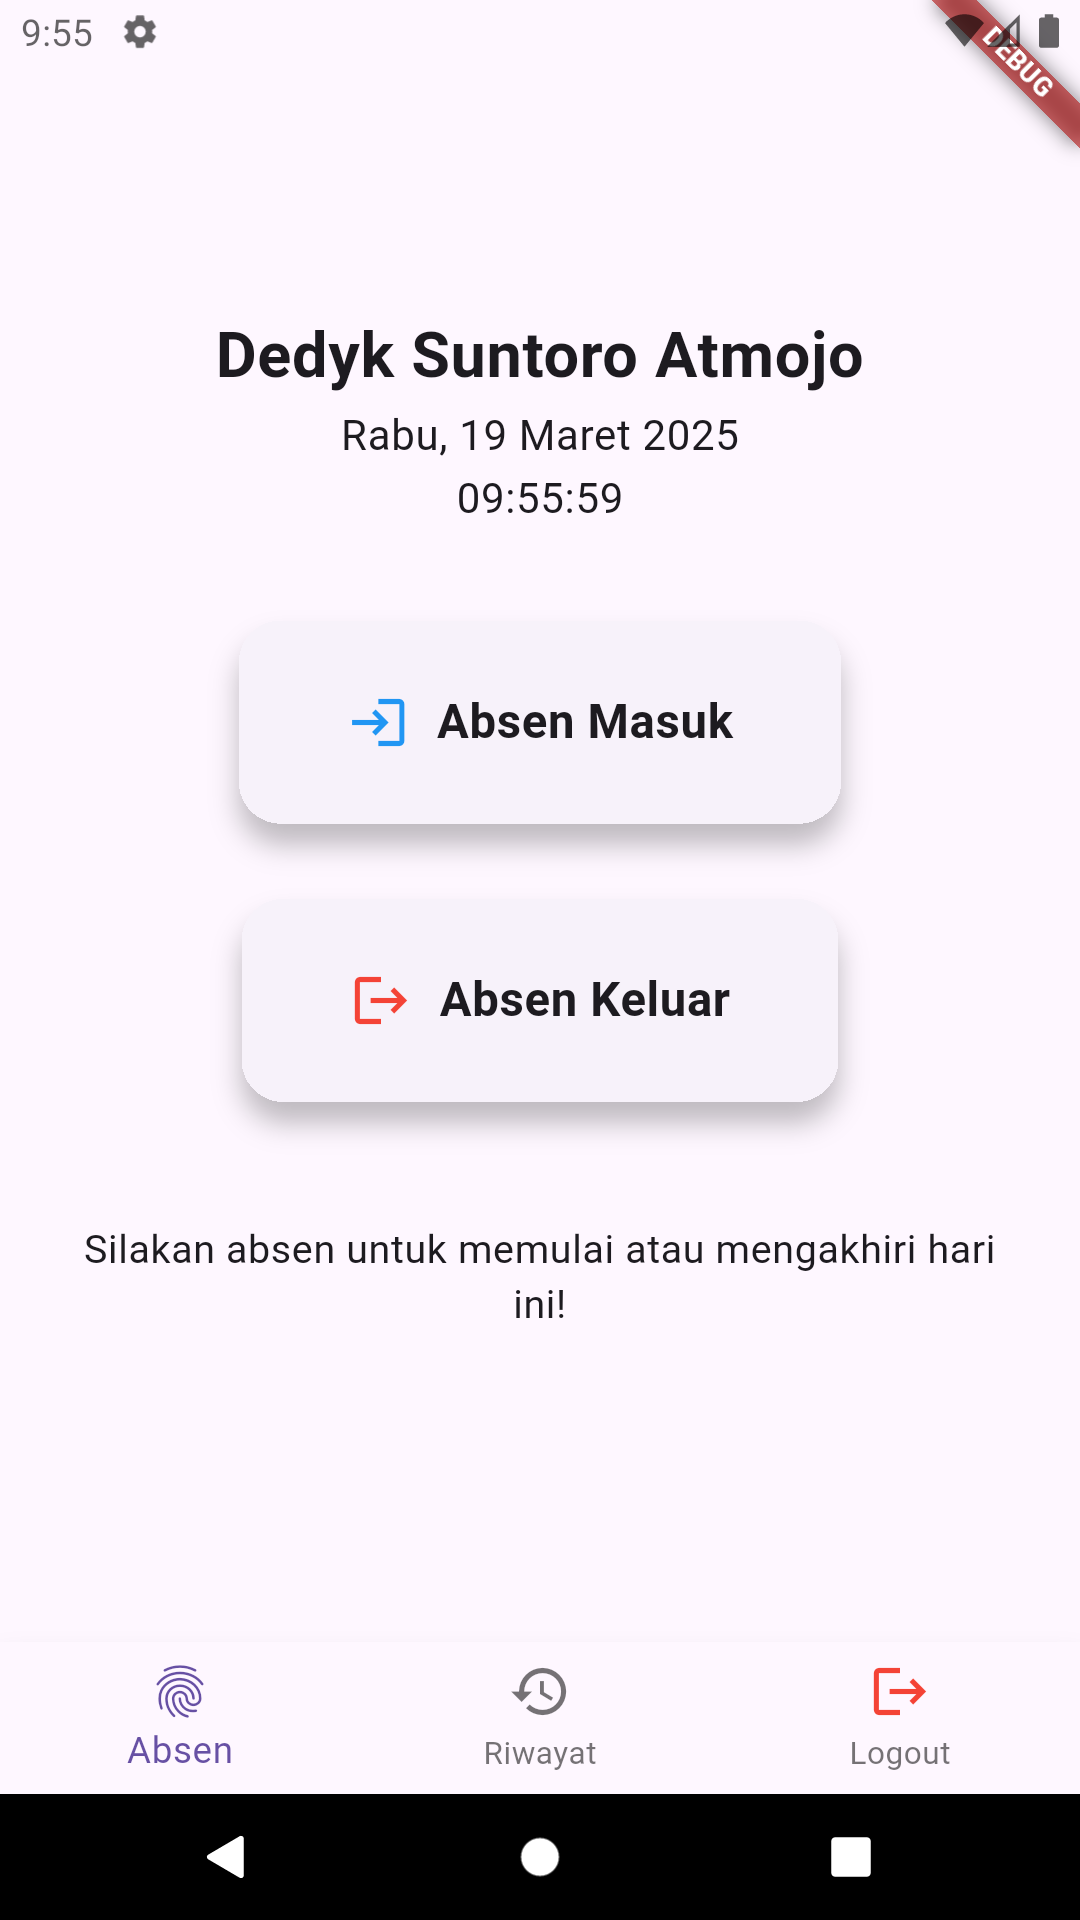 9:55
DEBUG
Dedyk Suntoro Atmojo
Rabu, 19 Maret 2025
09:55:59
Absen Masuk
Absen Keluar
Silakan absen untuk memulai atau mengakhiri hari
ini!
Absen
Riwayat
Logout